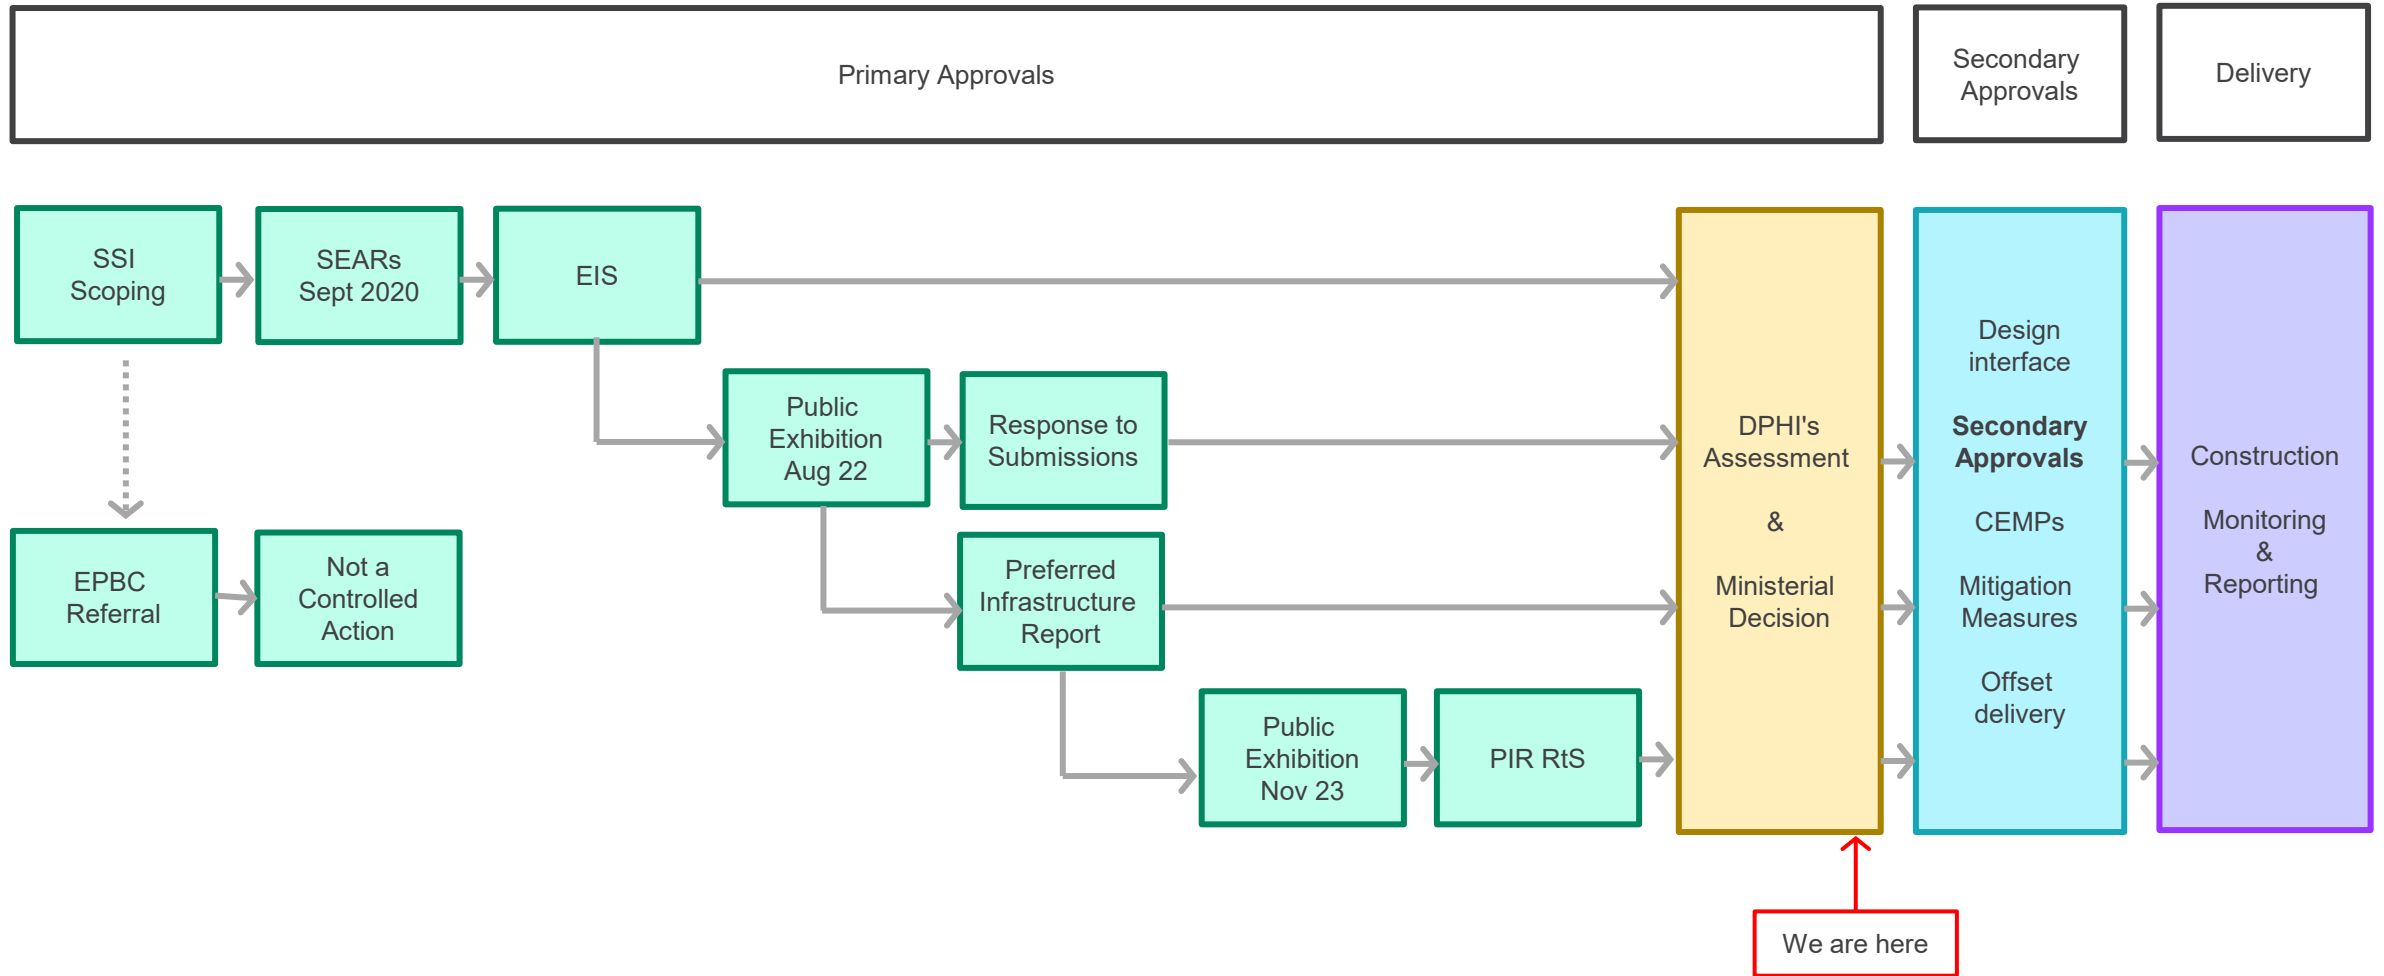 Primary Approvals
Secondary
Approvals
Delivery
SSI
Scoping
SEARs
Sept 2020
EIS
Public
Exhibition
Aug 22
Response to
Submissions
EPBC
Referral
Not a
Controlled
Action
Preferred
Infrastructure
Report
Public
Exhibition
Nov 23
PIR RtS
DPHI's
Assessment
&
Ministerial
Decision
Design
interface
Secondary
Approvals
CEMPs
Mitigation
Measures
Offset
delivery
Construction
Monitoring
&
Reporting
We are here